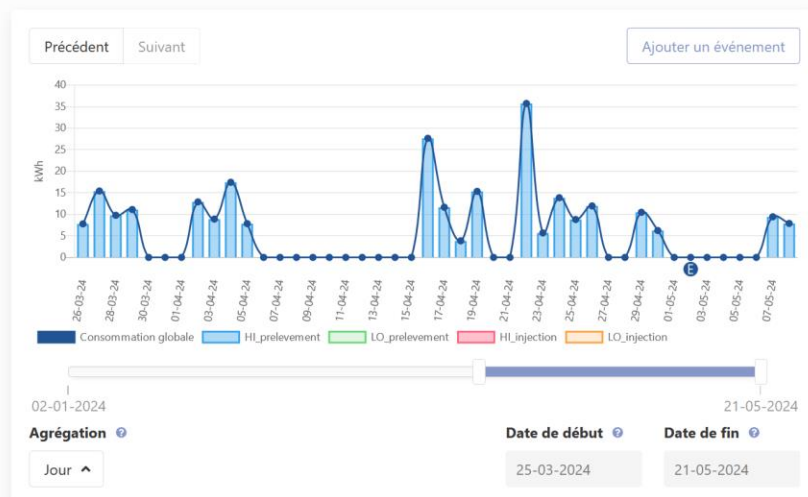 Précédent Suivant Ajouter un événement
40
35
30
25
20
15
10
5
0
kWh
E
26-03-24 28-03-24 30-03-24 01-04-24 03-04-24 05-04-24 07-04-24 09-04-24 11-04-24 13-04-24 15-04-24 17-04-24 19-04-24 21-04-24 23-04-24 25-04-24 27-04-24 29-04-24 01-05-24 03-05-24 05-05-24 07-05-24
Consommation globale HI_prelevement LO_prelevement HI_injection LO_injection
02-01-2024 21-05-2024
Agrégation ? Date de début ? Date de fin ?
Jour 25-03-2024 21-05-2024